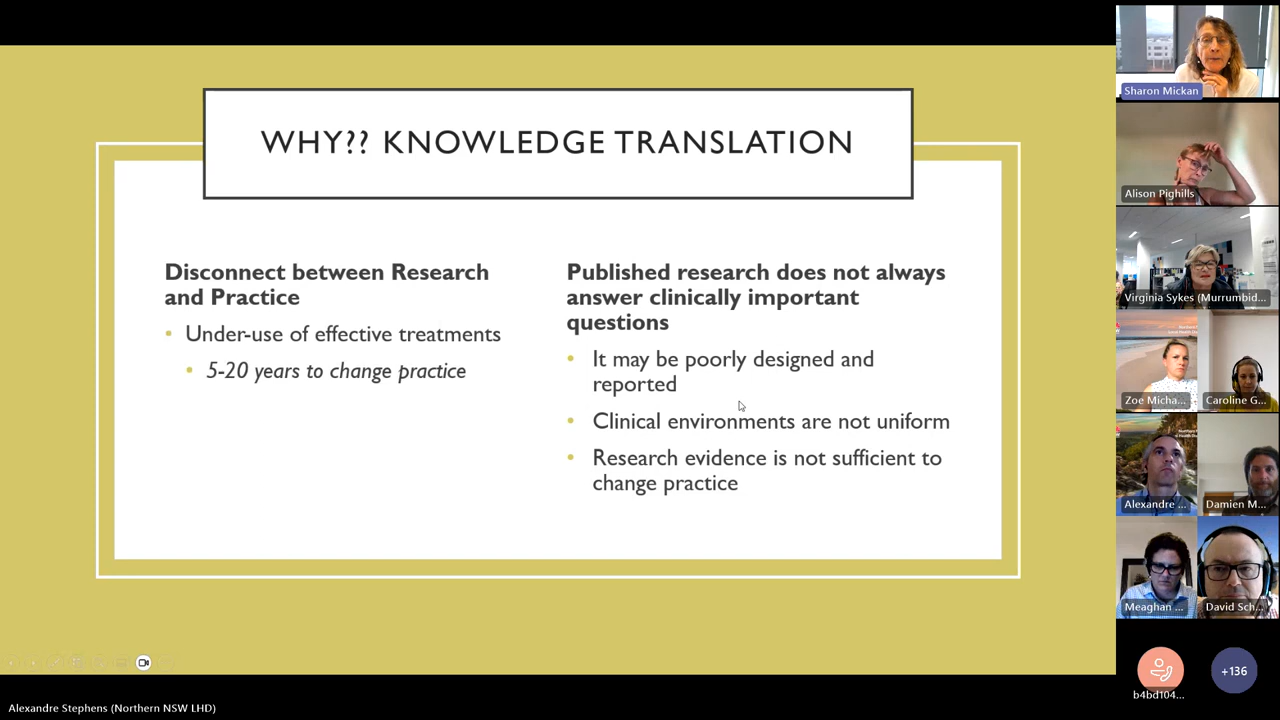 WHY?? KNOWLEDGE TRANSLATION
Disconnect between Research
and Practice
• Under-use of effective treatments
• 5-20 years to change practice
Published research does not always
answer clinically important
questions
• It may be poorly designed and
reported
• Clinical environments are not uniform
• Research evidence is not sufficient to
change practice
Sharon Mickan
Alison Pighills
Virginia Sykes (Murrumbid...
Zoe Micha...
Caroline G...
Alexandre ...
Damien M...
Meaghan ...
David Sch...
b4bd104...
+136
Alexandre Stephens (Northern NSW LHD)